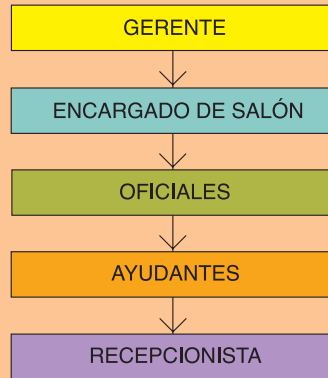 GERENTE
ENCARGADO DE SALÓN
OFICIALES
AYUDANTES
RECEPCIONISTA